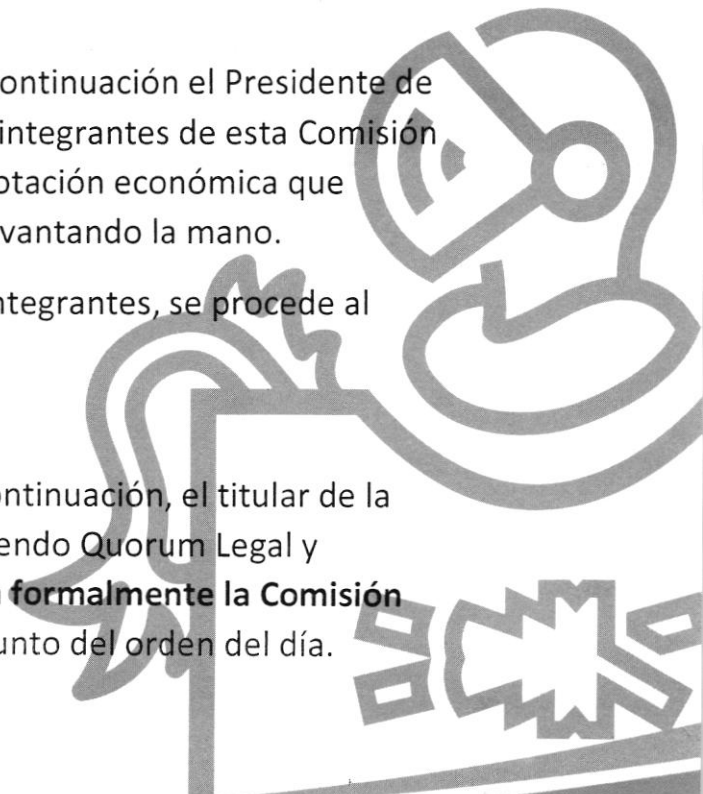 ontinuación el Presidente de
integrantes de esta Comisión
otación económica que
vantando la mano.
ntegrantes, se procede al
ontinuación, el titular de la
endo Quorum Legal y
formalmente la Comisión
unto del orden del día.